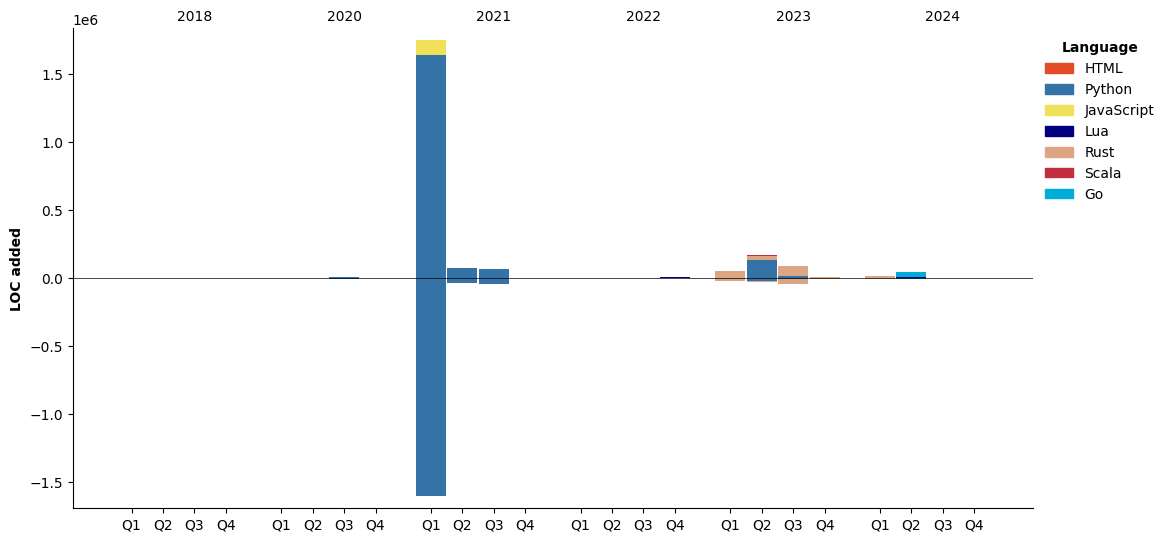 1e6
2018 2020 2021 2022 2023 2024
Language
HTML
Python
JavaScript
Lua
Rust
Scala
Go
LOC added
1.5
1.0
0.5
0.0
−0.5
−1.0
−1.5
Q1 Q2 Q3 Q4 Q1 Q2 Q3 Q4 Q1 Q2 Q3 Q4 Q1 Q2 Q3 Q4 Q1 Q2 Q3 Q4 Q1 Q2 Q3 Q4